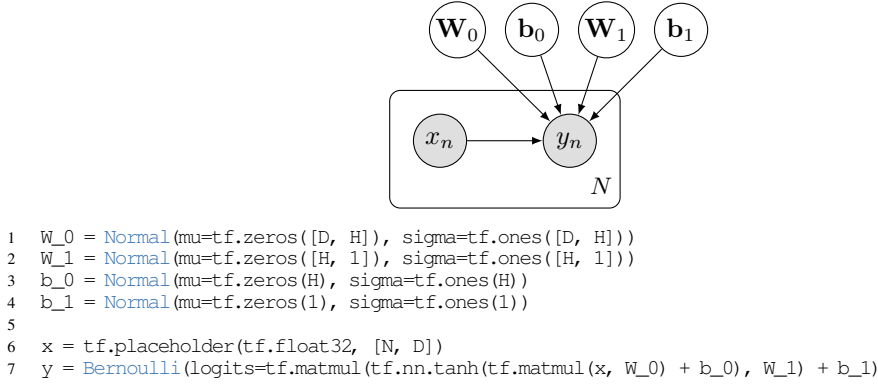 W₀ b₀ W₁ b₁
xₙ yₙ
N
1 W_0 = Normal(mu=tf.zeros([D, H]), sigma=tf.ones([D, H]))
2 W_1 = Normal(mu=tf.zeros([H, 1]), sigma=tf.ones([H, 1]))
3 b_0 = Normal(mu=tf.zeros(H), sigma=tf.ones(H))
4 b_1 = Normal(mu=tf.zeros(1), sigma=tf.ones(1))
5
6 x = tf.placeholder(tf.float32, [N, D])
7 y = Bernoulli(logits=tf.matmul(tf.nn.tanh(tf.matmul(x, W_0) + b_0), W_1) + b_1)